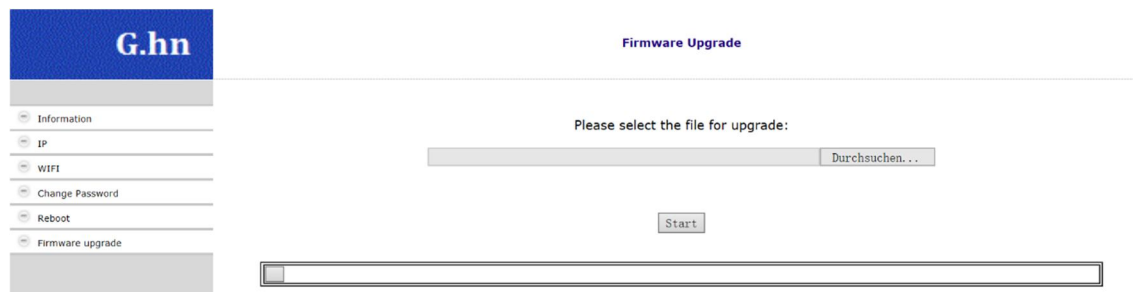 G.hn
Firmware Upgrade
Information
IP
WIFI
Change Password
Reboot
Firmware upgrade
Please select the file for upgrade:
Durchsuchen...
Start